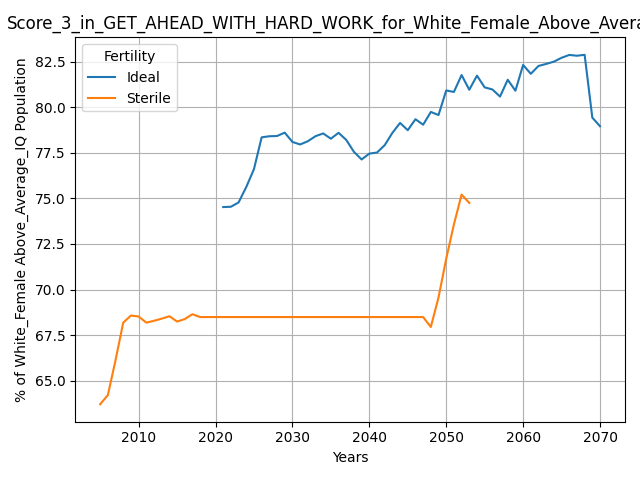 Score_3_in_GET_AHEAD_WITH_HARD_WORK_for_White_Female_Above_Avera
Fertility
Ideal
Sterile
% of White_Female Above_Average_IQ Population
82.5
80.0
77.5
75.0
72.5
70.0
67.5
65.0
2010 2020 2030 2040 2050 2060 2070
Years